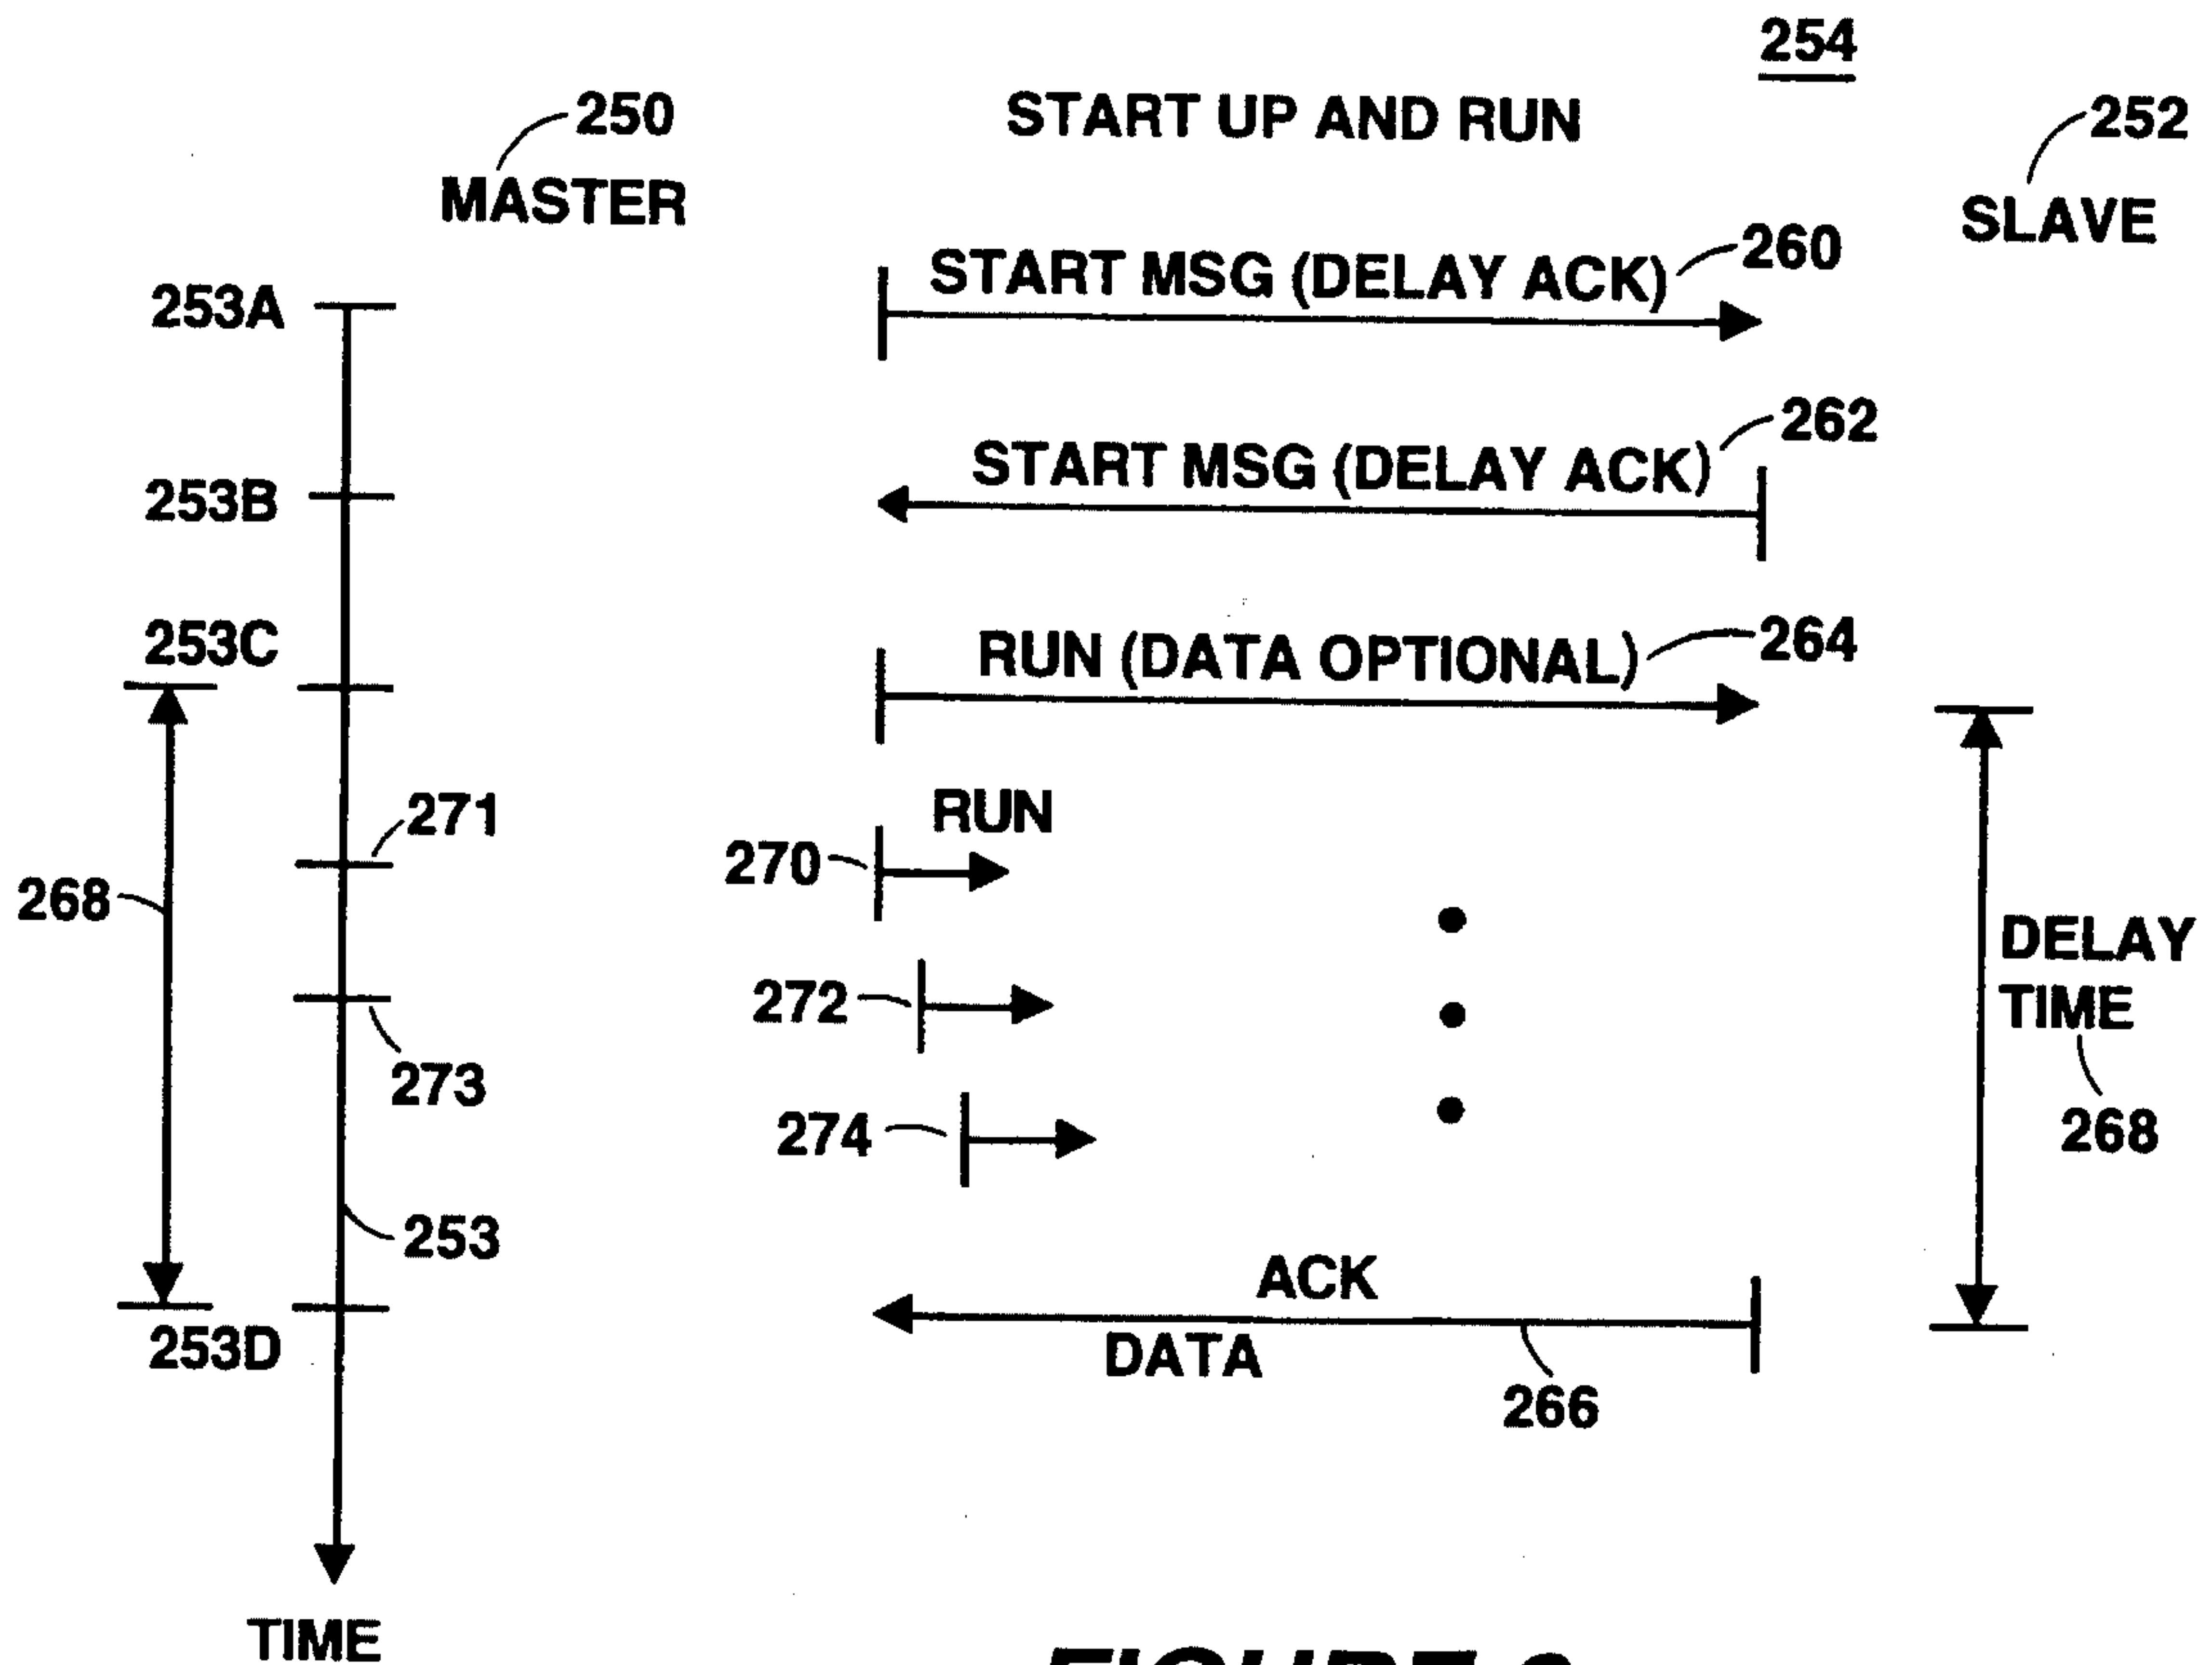 254
250
START UP AND RUN
252
MASTER
SLAVE
START MSG (DELAY ACK)
260
253A
START MSG (DELAY ACK)
262
253B
253C
RUN (DATA OPTIONAL)
264
271
RUN
270
268
DELAY
TIME
272
273
274
268
253
ACK
253D
DATA
266
TIME